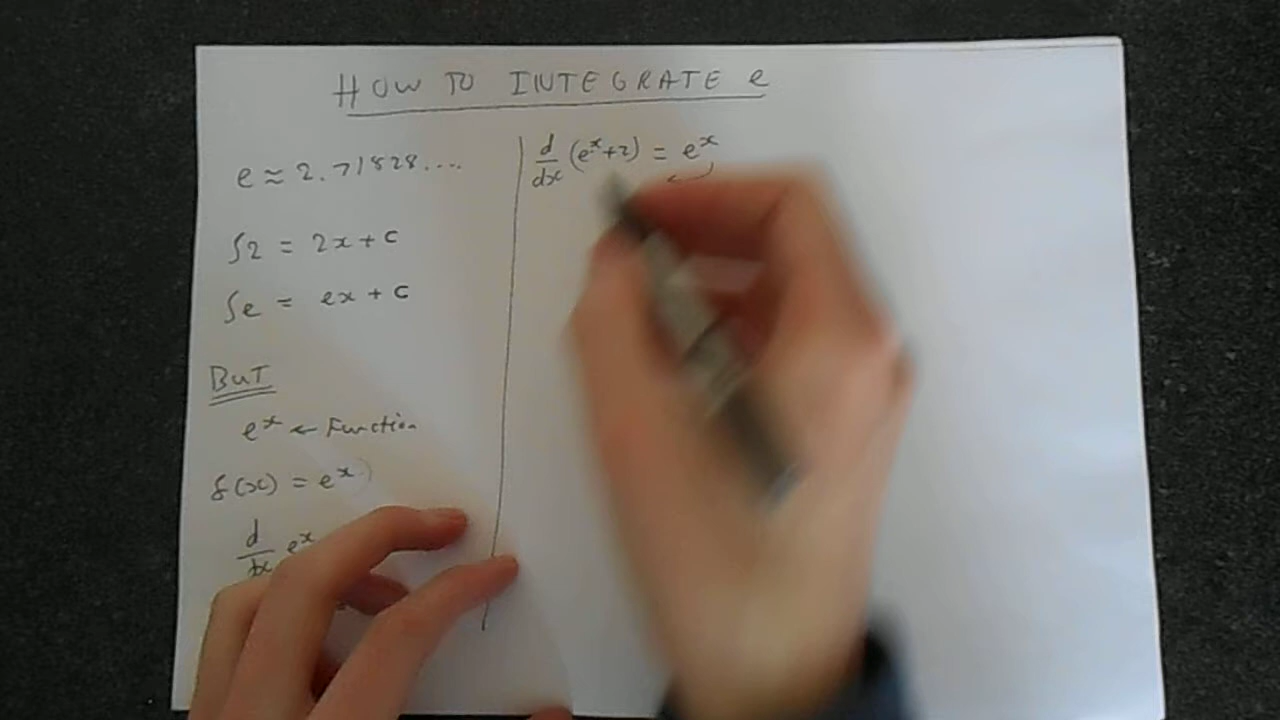 HOW TO INTEGRATE e
e ≈ 2.71828....
∫2 = 2x + c
∫e = ex + c
BUT
e^x ← Function
f(x) = e^x
d/dx e^x
d/dx (e^x+2) = e^x